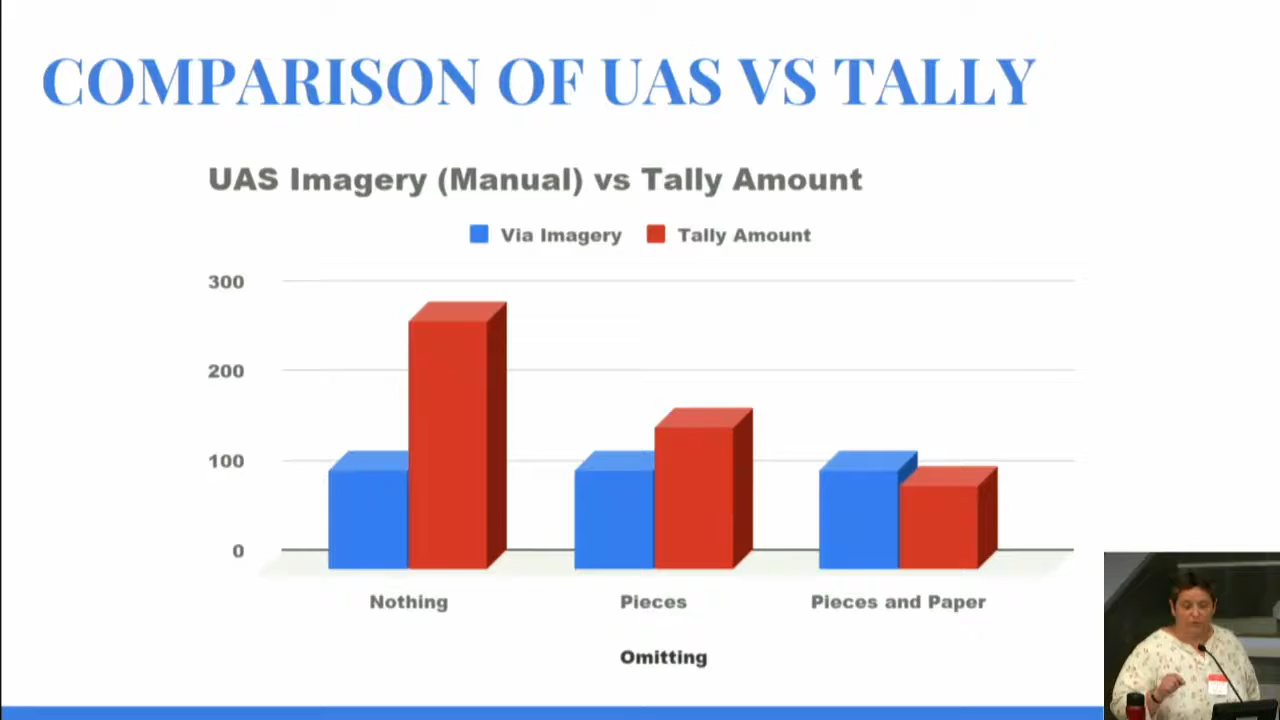 COMPARISON OF UAS VS TALLY
UAS Imagery (Manual) vs Tally Amount
Via Imagery Tally Amount
300
200
100
0
Nothing Pieces Pieces and Paper
Omitting